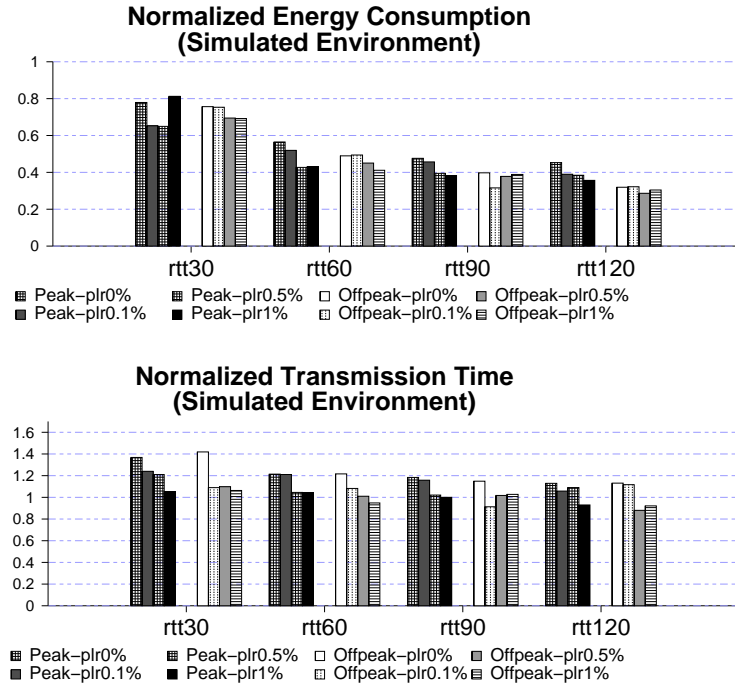 Normalized Energy Consumption
(Simulated Environment)
1
0.8
0.6
0.4
0.2
0
rtt30 rtt60 rtt90 rtt120
Peak−plr0% Peak−plr0.5% Offpeak−plr0% Offpeak−plr0.5%
Peak−plr0.1% Peak−plr1% Offpeak−plr0.1% Offpeak−plr1%
Normalized Transmission Time
(Simulated Environment)
1.6
1.4
1.2
1
0.8
0.6
0.4
0.2
0
rtt30 rtt60 rtt90 rtt120
Peak−plr0% Peak−plr0.5% Offpeak−plr0% Offpeak−plr0.5%
Peak−plr0.1% Peak−plr1% Offpeak−plr0.1% Offpeak−plr1%